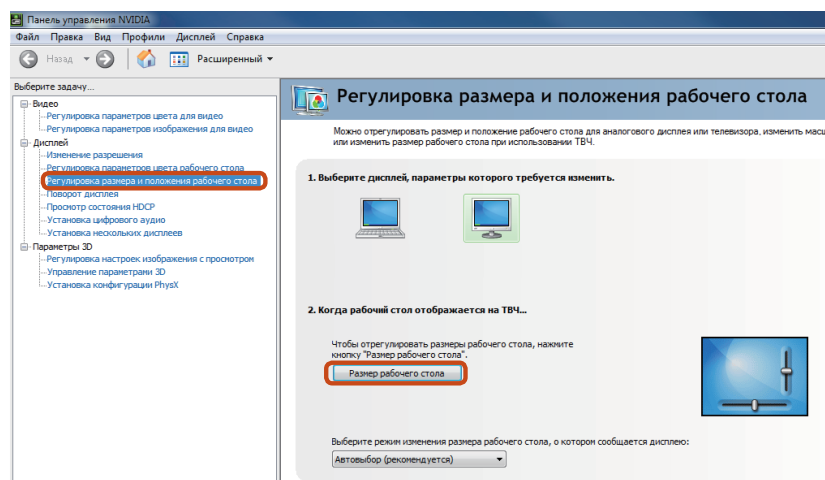 Панель управления NVIDIA
Файл Правка Вид Профили Дисплей Справка
Назад Расширенный
Выберите задачу...
Видео
Регулировка параметров цвета для видео
Регулировка параметров изображения для видео
Дисплей
Изменение разрешения
Регулировка параметров цвета рабочего стола
Регулировка размера и положения рабочего стола
Поворот дисплея
Просмотр состояния HDCP
Установка цифрового аудио
Установка нескольких дисплеев
Параметры 3D
Регулировка настроек изображения с просмотром
Управление параметрами 3D
Установка конфигурации PhysX
Регулировка размера и положения рабочего стола
Можно отрегулировать размер и положение рабочего стола для аналогового дисплея или телевизора, изменить
или изменить размер рабочего стола при использовании ТВЧ.
1. Выберите дисплей, параметры которого требуется изменить.
2. Когда рабочий стол отображается на ТВЧ...
Чтобы отрегулировать размеры рабочего стола, нажмите
кнопку "Размер рабочего стола".
Размер рабочего стола
Выберите режим изменения размера рабочего стола, о котором сообщается дисплею:
Автовыбор (рекомендуется)